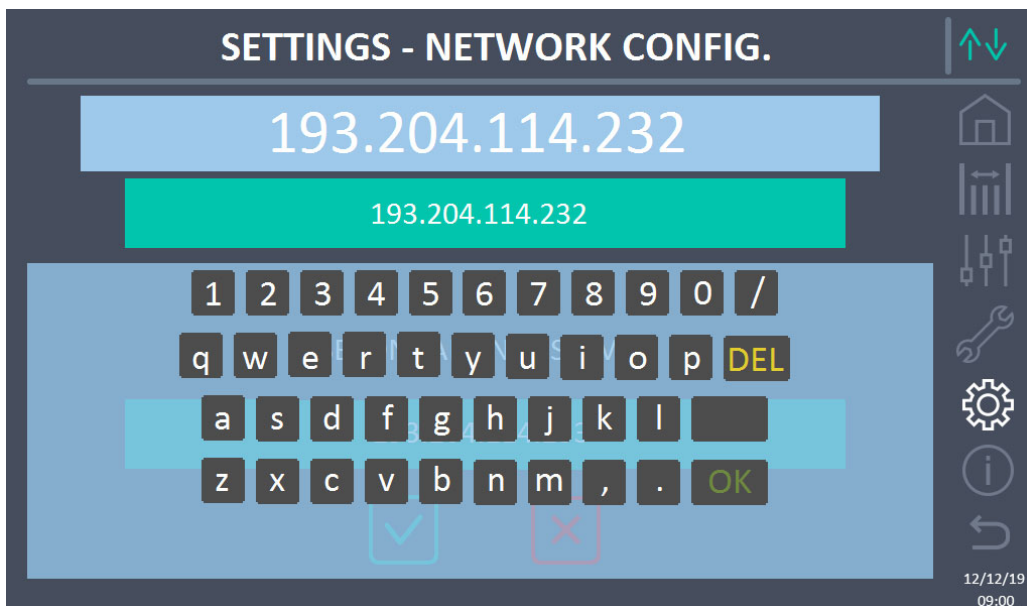 SETTINGS - NETWORK CONFIG.
193.204.114.232
193.204.114.232
1 2 3 4 5 6 7 8 9 0 /
q w e r t y u i o p DEL
a s d f g h j k l
z x c v b n m , . OK
12/12/19
09:00